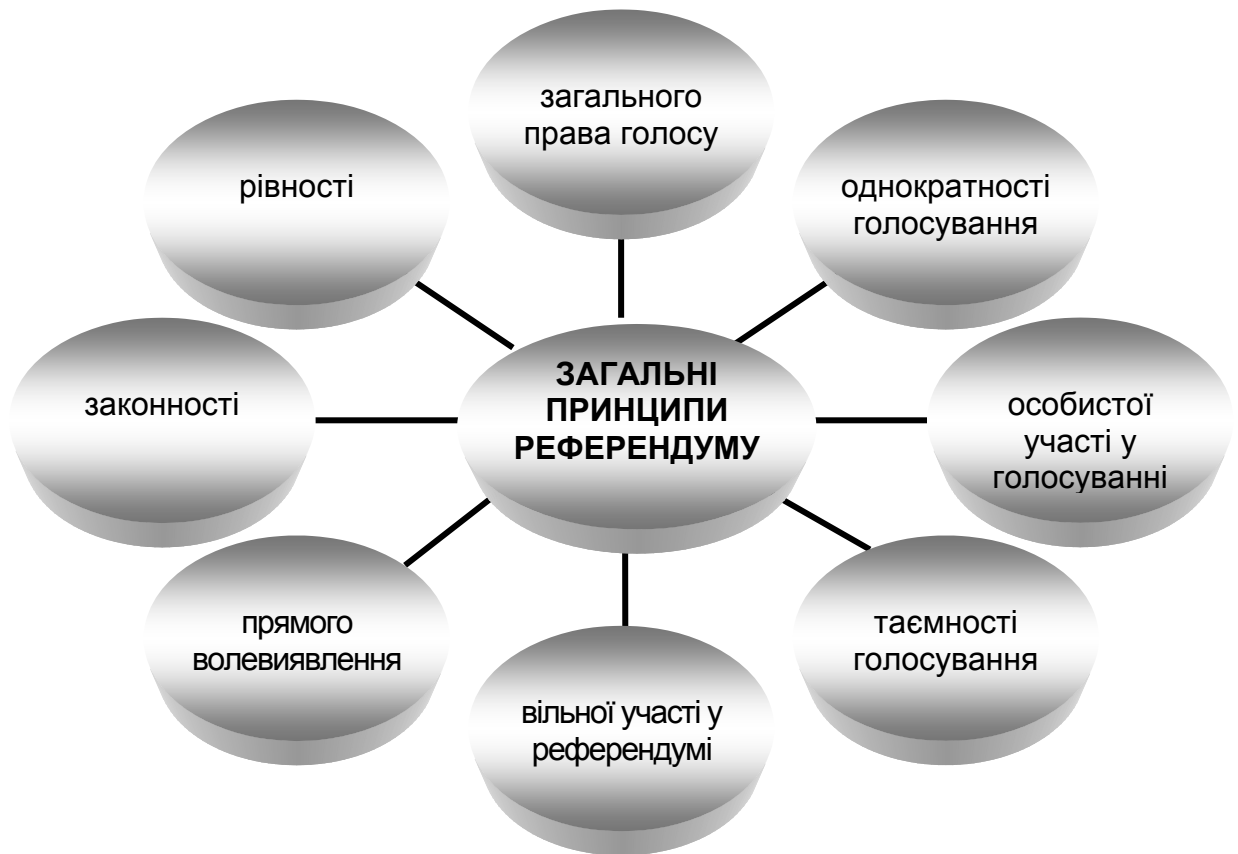 загального
права голосу
рівності
однократності
голосування
законності
ЗАГАЛЬНІ
ПРИНЦИПИ
РЕФЕРЕНДУМУ
особистої
участі у
голосуванні
прямого
волевиявлення
таємності
голосування
вільної участі у
референдумі